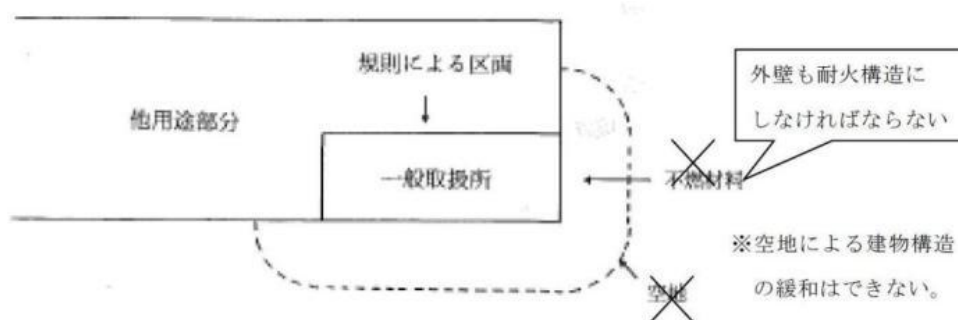 規則による区画
他用途部分
一般取扱所
不燃材料
空地
外壁も耐火構造に
しなければならない
※空地による建物構造
の緩和はできない。